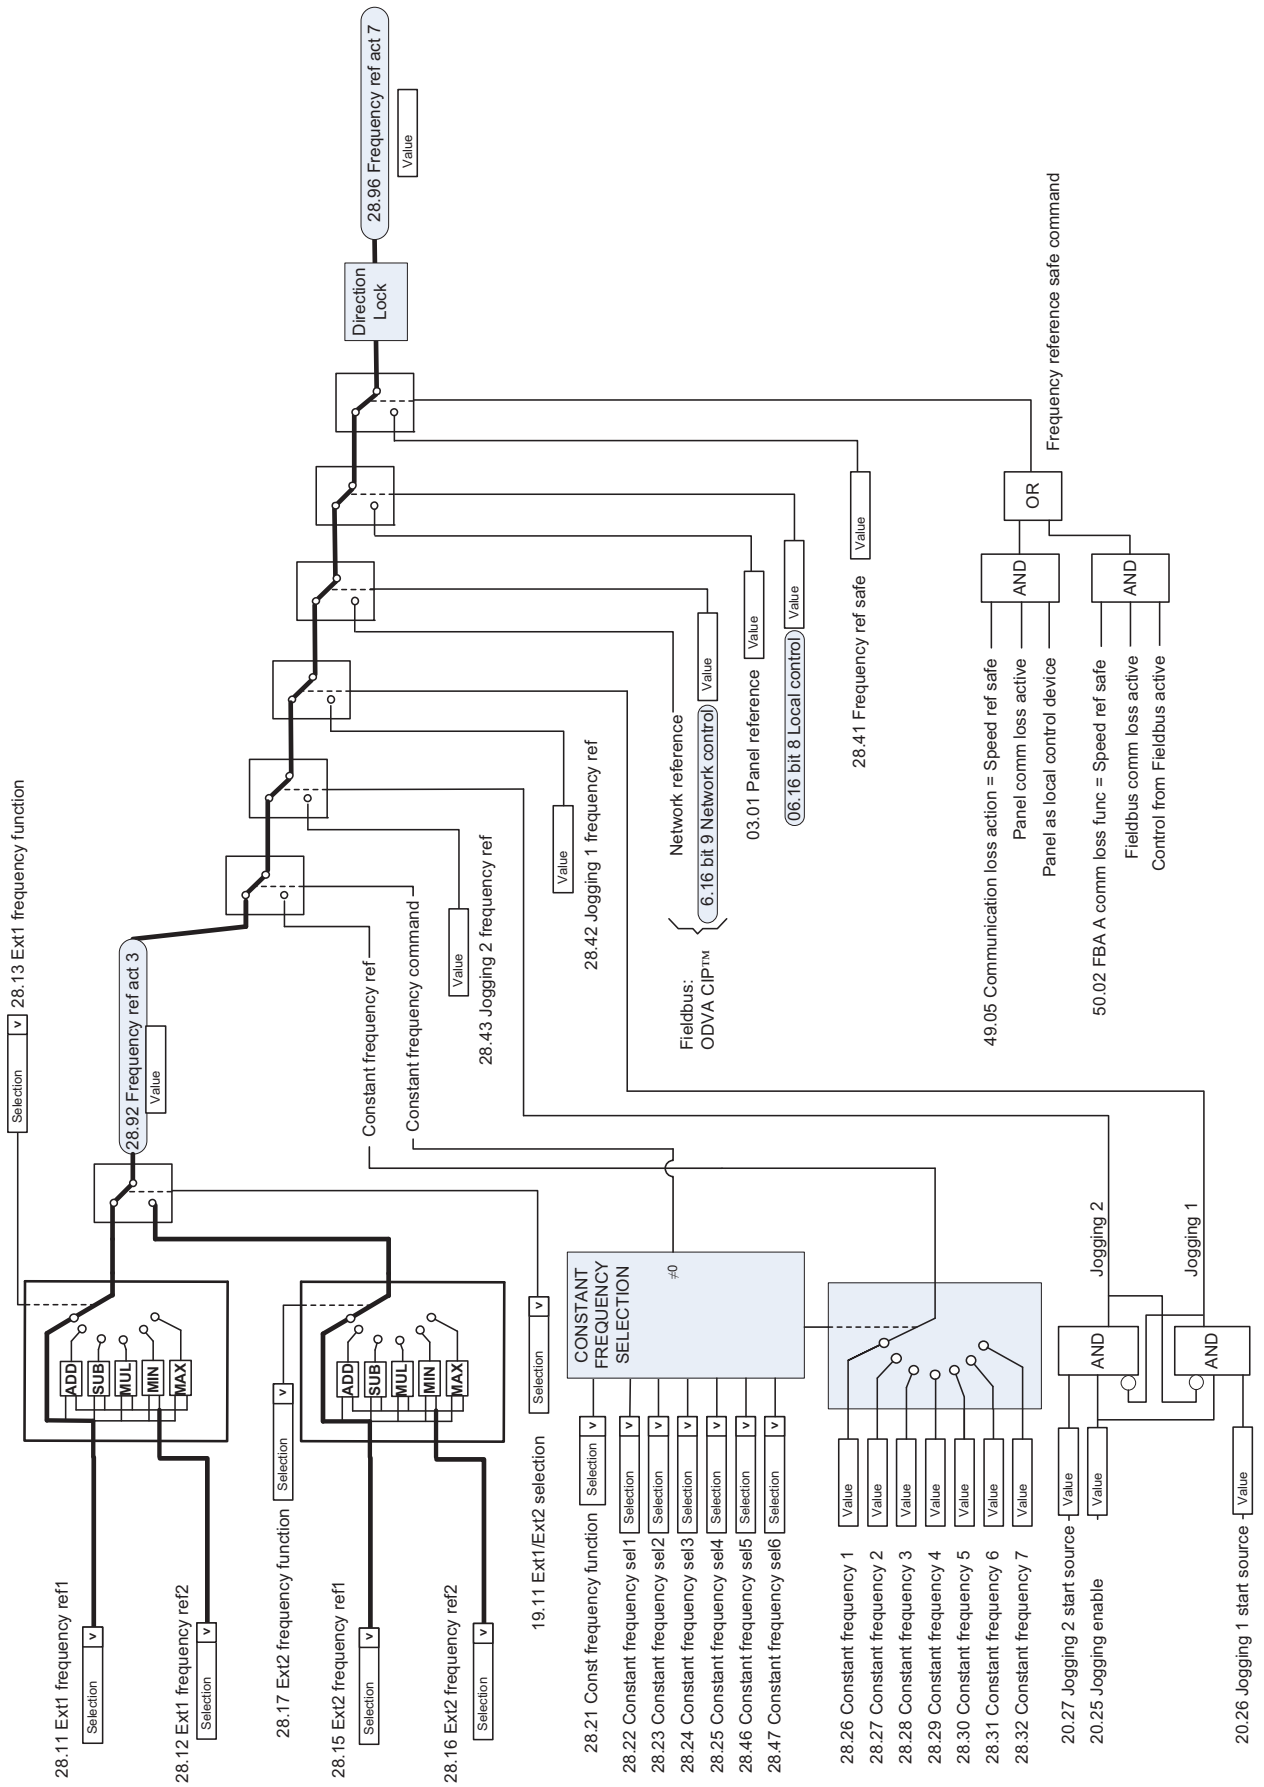 28.11 Ext1 frequency ref1
Selection
v
28.12 Ext1 frequency ref2
Selection
v
ADD
SUB
MUL
MIN
MAX
Selection
v
28.13 Ext1 frequency function
28.17 Ext2 frequency function
Selection
v
28.15 Ext2 frequency ref1
Selection
v
28.16 Ext2 frequency ref2
Selection
v
ADD
SUB
MUL
MIN
MAX
19.11 Ext1/Ext2 selection
Selection
v
28.92 Frequency ref act 3
Value
28.21 Const frequency function
Selection
v
28.22 Constant frequency sel1
Selection
v
28.23 Constant frequency sel2
Selection
v
28.24 Constant frequency sel3
Selection
v
28.25 Constant frequency sel4
Selection
v
28.46 Constant frequency sel5
Selection
v
28.47 Constant frequency sel6
Selection
v
CONSTANT
FREQUENCY
SELECTION
≠0
Constant frequency ref
Constant frequency command
28.26 Constant frequency 1
Value
28.27 Constant frequency 2
Value
28.28 Constant frequency 3
Value
28.29 Constant frequency 4
Value
28.30 Constant frequency 5
Value
28.31 Constant frequency 6
Value
28.32 Constant frequency 7
Value
20.27 Jogging 2 start source
Value
20.25 Jogging enable
Value
20.26 Jogging 1 start source
Value
AND
AND
Jogging 2
Jogging 1
Value
28.43 Jogging 2 frequency ref
Value
28.42 Jogging 1 frequency ref
Fieldbus:
ODVA CIP™
Network reference
6.16 bit 9 Network control
Value
03.01 Panel reference
Value
06.16 bit 8 Local control
Value
28.41 Frequency ref safe
Value
49.05 Communication loss action = Speed ref safe
Panel comm loss active
Panel as local control device
AND
50.02 FBA A comm loss func = Speed ref safe
Fieldbus comm loss active
Control from Fieldbus active
AND
OR
Frequency reference safe command
Direction
Lock
28.96 Frequency ref act 7
Value